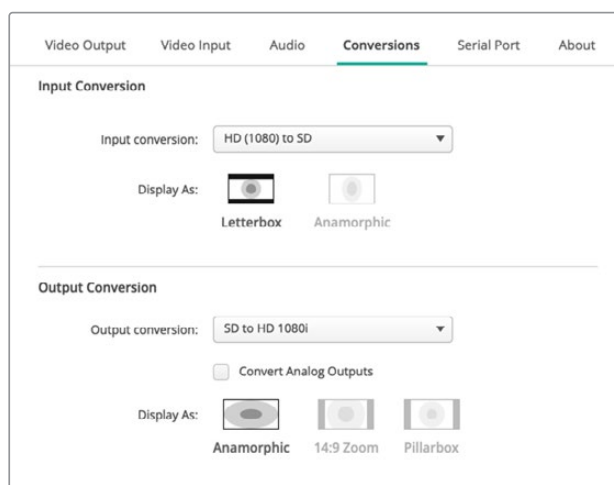 Video Output Video Input Audio Conversions Serial Port About
Input Conversion
Input conversion: HD (1080) to SD
Display As:
Letterbox Anamorphic
Output Conversion
Output conversion: SD to HD 1080i
Convert Analog Outputs
Display As:
Anamorphic 14:9 Zoom Pillarbox